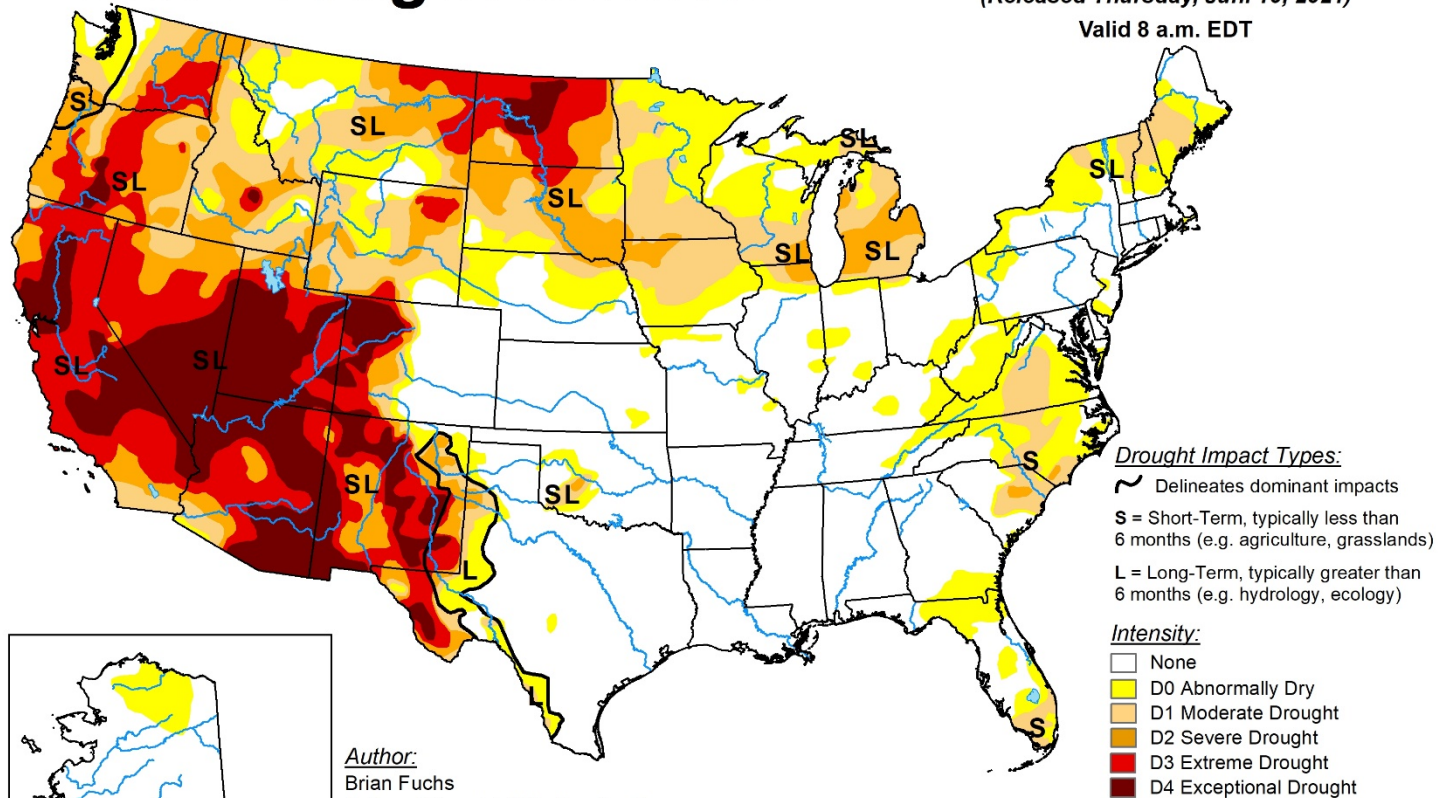 Valid 8 a.m. EDT
S
SL
SL
SL
SL
SL
SL
SL
SL
SL
SL
SL
S
SL
L
L
S
Drought Impact Types:
Delineates dominant impacts
S = Short-Term, typically less than
6 months (e.g. agriculture, grasslands)
L = Long-Term, typically greater than
6 months (e.g. hydrology, ecology)
Intensity:
None
D0 Abnormally Dry
D1 Moderate Drought
D2 Severe Drought
D3 Extreme Drought
D4 Exceptional Drought
Author:
Brian Fuchs